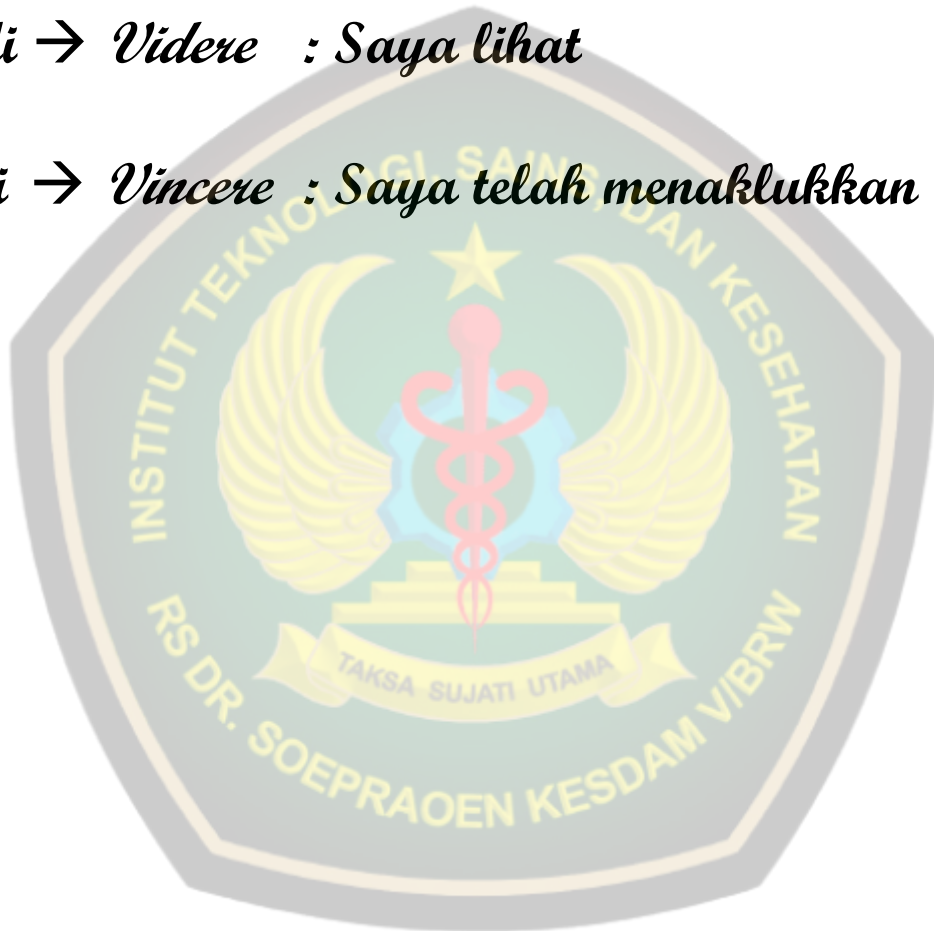 i → Videre : Saya lihat
i → Vincere : Saya telah menaklukkan
INSTITUT TEKNOLOGI, SAINS, DAN KESEHATAN
TAKSA SUJATI UTAMA
RS DR. SOEPRAOEN KESDAM V/BRW